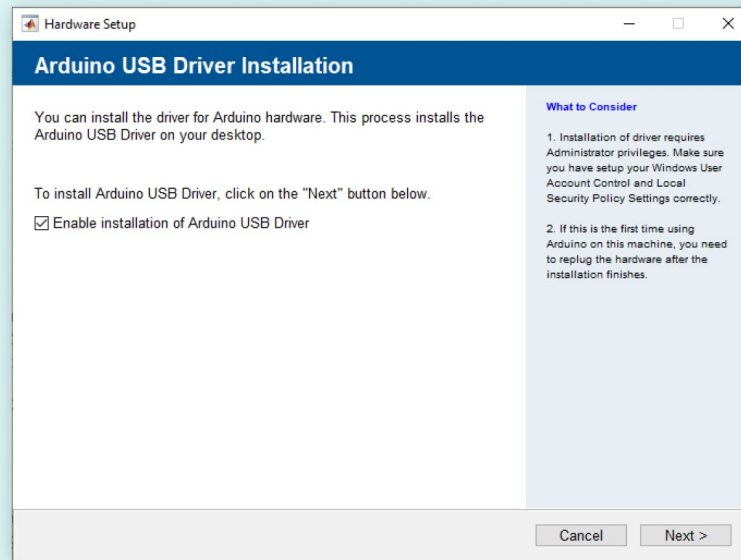 Hardware Setup
Arduino USB Driver Installation
You can install the driver for Arduino hardware. This process installs the
Arduino USB Driver on your desktop.
To install Arduino USB Driver, click on the "Next" button below.
Enable installation of Arduino USB Driver
What to Consider
1. Installation of driver requires
Administrator privileges. Make sure
you have setup your Windows User
Account Control and Local
Security Policy Settings correctly.
2. If this is the first time using
Arduino on this machine, you need
to replug the hardware after the
installation finishes.
Cancel
Next >